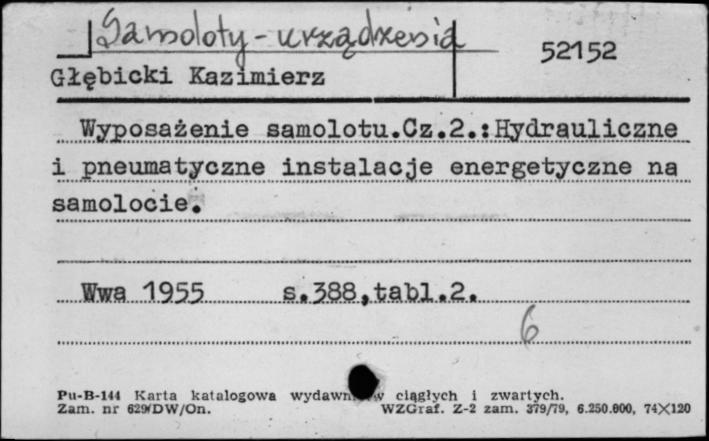 Samoloty - urządzenia
52152
Głębicki Kazimierz
Wyposażenie samolotu.Cz.2.:Hydrauliczne
i pneumatyczne instalacje energetyczne na
samolocie.
Wwa 1955 s.388,tabl.2.
6
Pu-B-144 Karta katalogowa ciągłych i zwartych.
Zam. nr 629/DW/On. WZGraf. Z-2 zam. 379/79, 6.250.000, 74X120